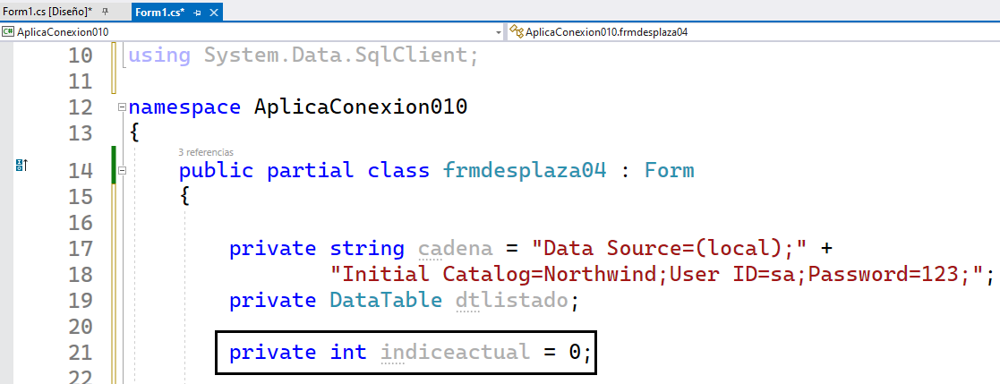 Form1.cs [Diseño]* Form1.cs*
AplicaConexion010 AplicaConexion010.frmdesplaza04
10 using System.Data.SqlClient;
11
12 namespace AplicaConexion010
13 {
3 referencias
14 public partial class frmdesplaza04 : Form
15 {
16
17 private string cadena = "Data Source=(local);" +
18 "Initial Catalog=Northwind;User ID=sa;Password=123;";
19 private DataTable dtlistado;
20
21 private int indiceactual = 0;
22